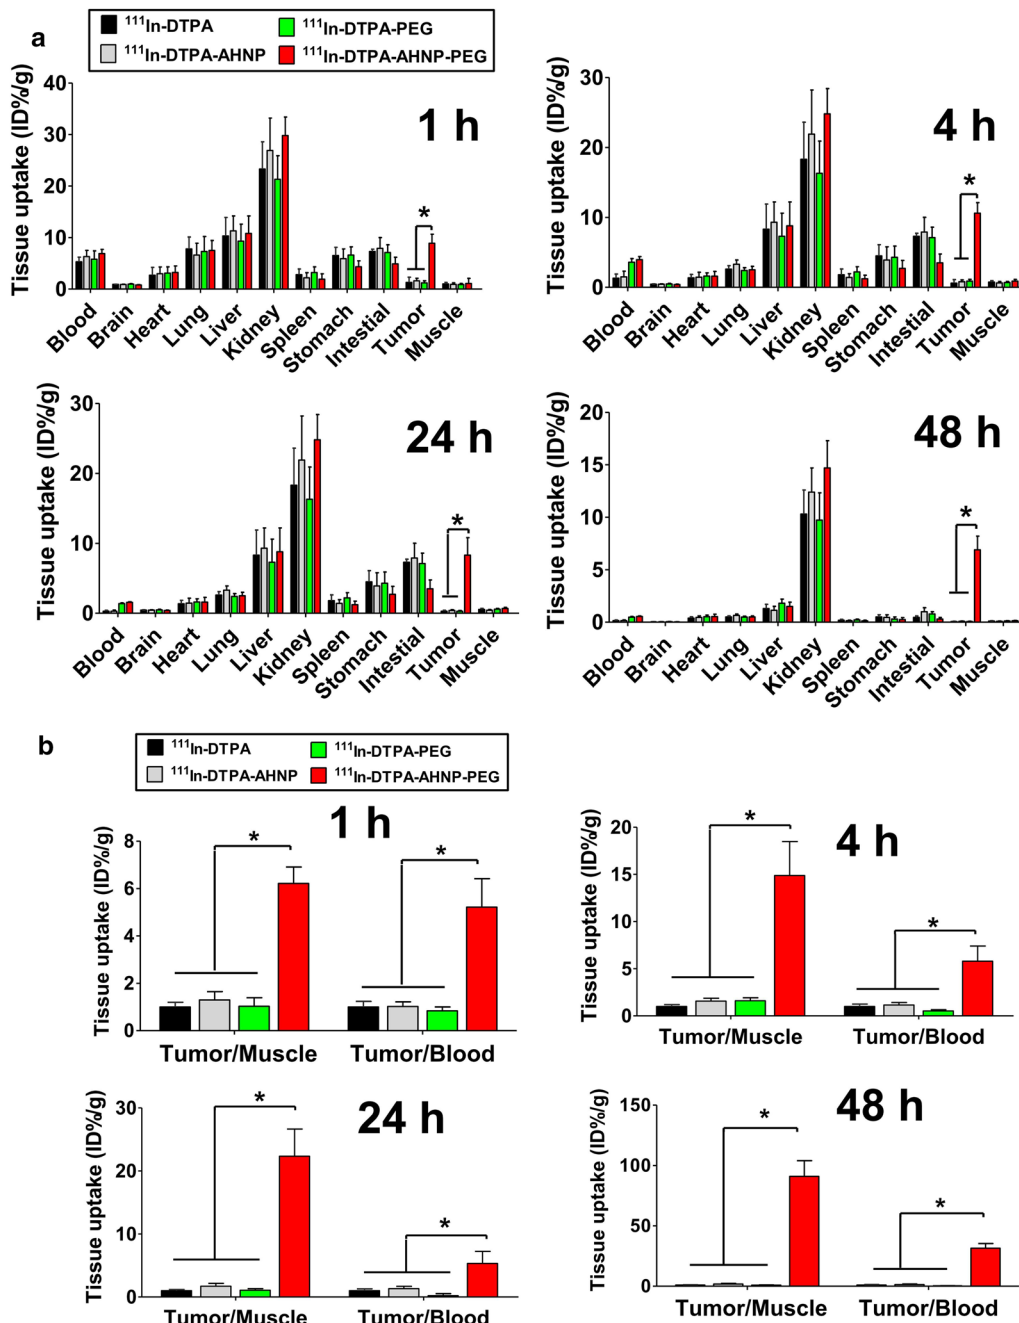 a
111In-DTPA 111In-DTPA-PEG
111In-DTPA-AHNP 111In-DTPA-AHNP-PEG
1 h
Tissue uptake (ID%/g)
40
30
20
10
0
Blood Brain Heart Lung Liver Kidney Spleen Stomach Intestial Tumor Muscle
*
4 h
Tissue uptake (ID%/g)
30
20
10
0
Blood Brain Heart Lung Liver Kidney Spleen Stomach Intestial Tumor Muscle
*
24 h
Tissue uptake (ID%/g)
30
20
10
0
Blood Brain Heart Lung Liver Kidney Spleen Stomach Intestial Tumor Muscle
*
48 h
Tissue uptake (ID%/g)
20
15
10
5
0
Blood Brain Heart Lung Liver Kidney Spleen Stomach Intestial Tumor Muscle
*
b
111In-DTPA 111In-DTPA-PEG
111In-DTPA-AHNP 111In-DTPA-AHNP-PEG
1 h
Tissue uptake (ID%/g)
8
6
4
2
0
* *
Tumor/Muscle Tumor/Blood
4 h
Tissue uptake (ID%/g)
20
15
10
5
0
* *
Tumor/Muscle Tumor/Blood
24 h
Tissue uptake (ID%/g)
30
20
10
0
* *
Tumor/Muscle Tumor/Blood
48 h
Tissue uptake (ID%/g)
150
100
50
0
* *
Tumor/Muscle Tumor/Blood